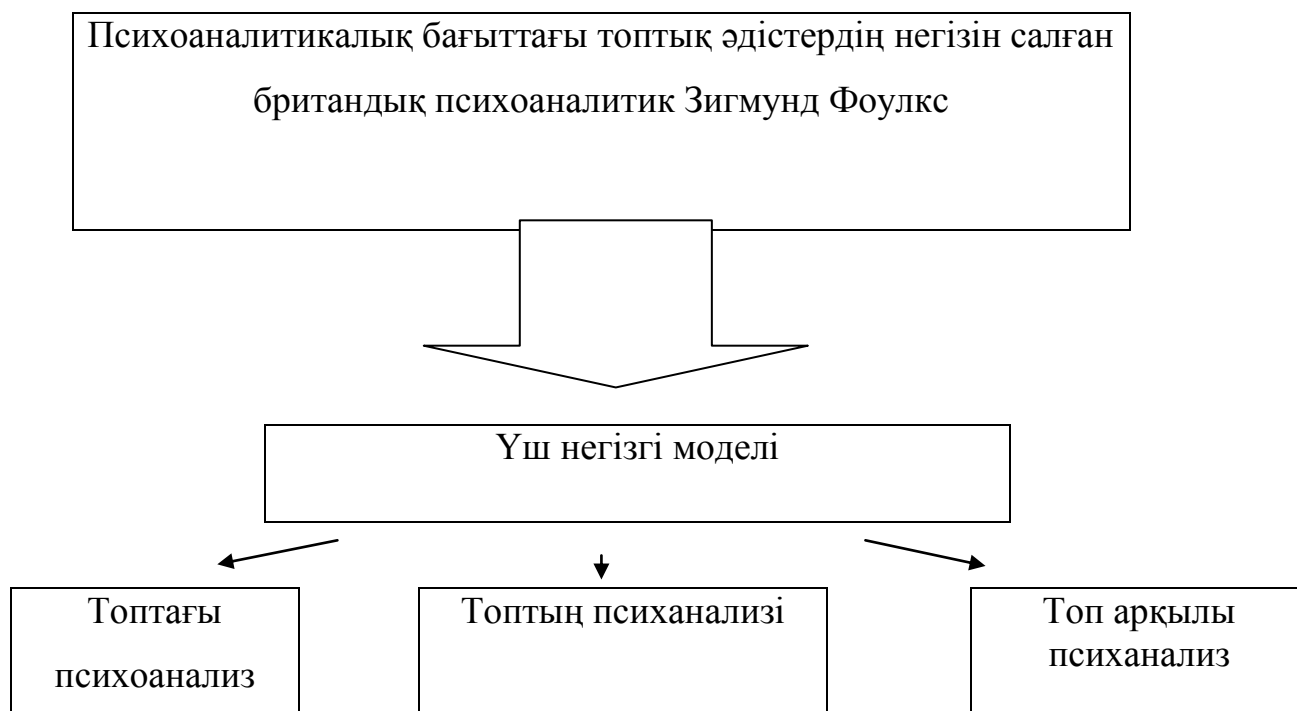 Психоаналитикалық бағыттағы топтық әдістердің негізін салған
британдық психоаналитик Зигмунд Фоулкс
Үш негізгі моделі
Топтағы
психоанализ
Топтың психанализі
Топ арқылы
психанализ